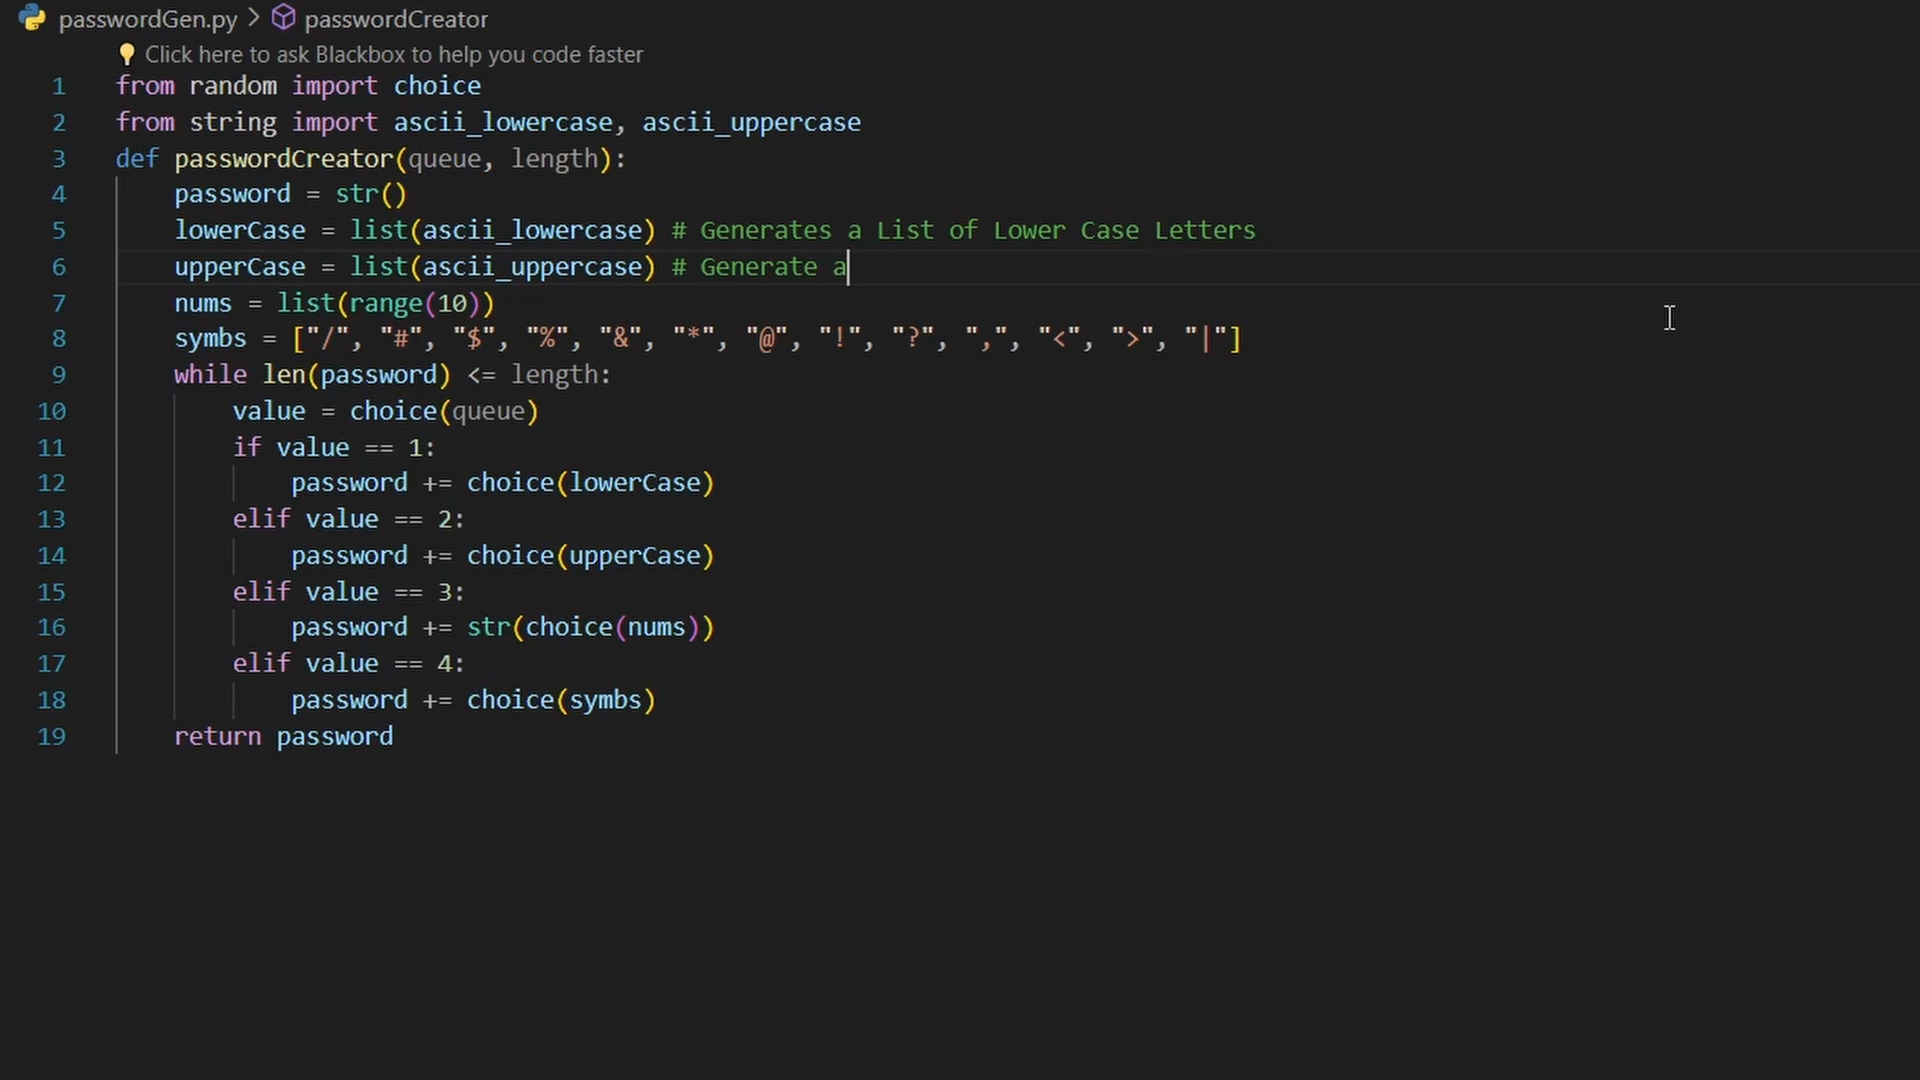 passwordGen.py > passwordCreator
Click here to ask Blackbox to help you code faster
1 from random import choice
2 from string import ascii_lowercase, ascii_uppercase
3 def passwordCreator(queue, length):
4     password = str()
5     lowerCase = list(ascii_lowercase) # Generates a List of Lower Case Letters
6     upperCase = list(ascii_uppercase) # Generate a
7     nums = list(range(10))
8     symbs = ["/", "#", "$", "%", "&", "*", "@", "!", "?", ",", "<", ">", "|"]
9     while len(password) <= length:
10         value = choice(queue)
11         if value == 1:
12             password += choice(lowerCase)
13         elif value == 2:
14             password += choice(upperCase)
15         elif value == 3:
16             password += str(choice(nums))
17         elif value == 4:
18             password += choice(symbs)
19     return password